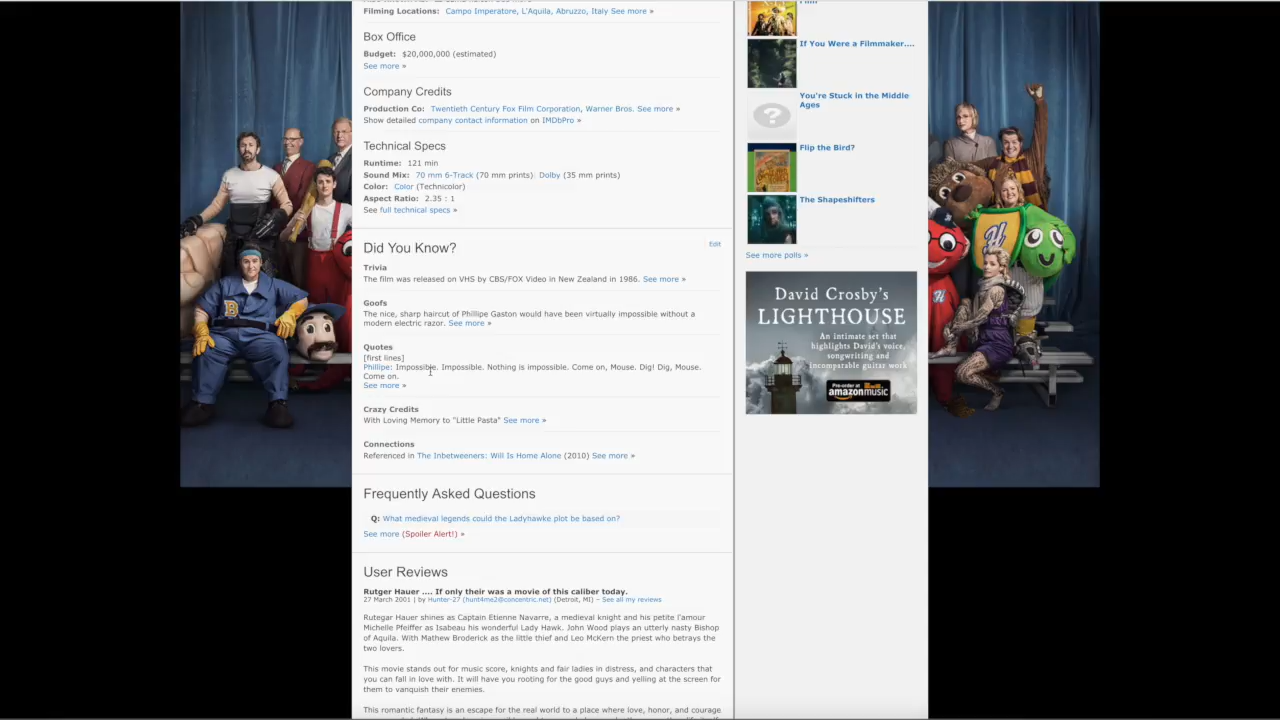 Filming Locations: Campo Imperatore, L'Aquila, Abruzzo, Italy See more »
Box Office
Budget: $20,000,000 (estimated)
See more »
Company Credits
Production Co: Twentieth Century Fox Film Corporation, Warner Bros. See more »
Show detailed company contact information on IMDbPro »
Technical Specs
Runtime: 121 min
Sound Mix: 70 mm 6-Track (70 mm prints) Dolby (35 mm prints)
Color: Color (Technicolor)
Aspect Ratio: 2.35 : 1
See full technical specs »
Did You Know?
Edit
Trivia
The film was released on VHS by CBS/FOX Video in New Zealand in 1986. See more »
Goofs
The nice, sharp haircut of Phillipe Gaston would have been virtually impossible without a
modern electric razor. See more »
Quotes
[first lines]
Phillipe: Impossible. Impossible. Nothing is impossible. Come on, Mouse. Dig! Dig, Mouse.
Come on.
See more »
Crazy Credits
With Loving Memory to "Little Pasta" See more »
Connections
Referenced in The Inbetweeners: Will Is Home Alone (2010) See more »
Frequently Asked Questions
Q: What medieval legends could the Ladyhawke plot be based on?
See more (Spoiler Alert!) »
User Reviews
Rutger Hauer .... If only their was a movie of this caliber today.
27 March 2001 | by Hunter-27 (hunt4me2@concentric.net) (Detroit, MI) – See all my reviews
Rutegar Hauer shines as Captain Etienne Navarre, a medieval knight and his petite l'amour
Michelle Pfeiffer as Isabeau his wonderful Lady Hawk. John Wood plays an utterly nasty Bishop
of Aquila. With Mathew Broderick as the little thief and Leo McKern the priest who betrays the
two lovers.
This movie stands out for music score, knights and fair ladies in distress, and characters that
you can fall in love with. It will have you rooting for the good guys and yelling at the screen for
them to vanquish their enemies.
This romantic fantasy is an escape for the real world to a place where love, honor, and courage
If You Were a Filmmaker....
You're Stuck in the Middle
Ages
Flip the Bird?
The Shapeshifters
See more polls »
David Crosby's
LIGHTHOUSE
An intimate set that
highlights David's voice,
songwriting and
incomparable guitar work
Pre-order at
amazonmusic
B
H